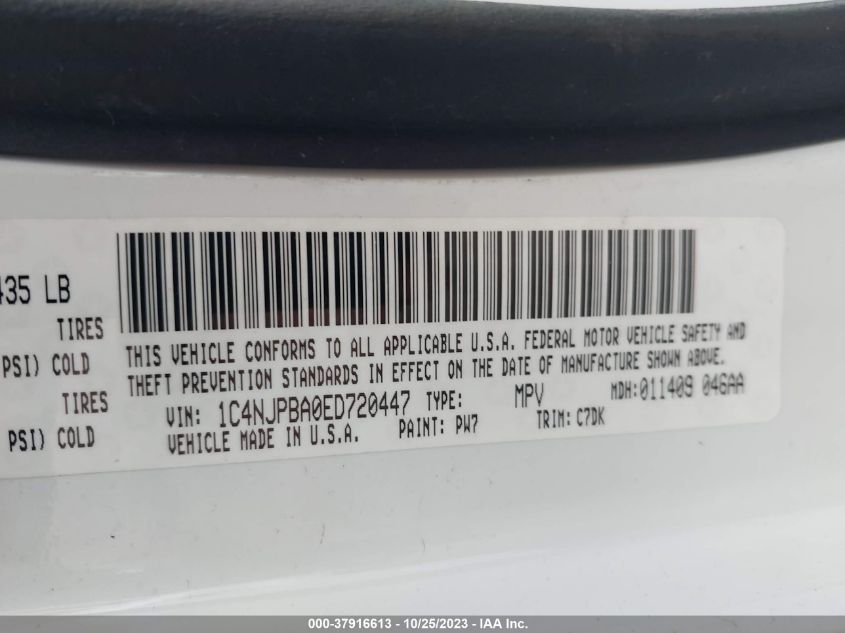 435 LB
TIRES
PSI) COLD
TIRES
PSI) COLD
THIS VEHICLE CONFORMS TO ALL APPLICABLE U.S.A. FEDERAL MOTOR VEHICLE SAFETY AND
THEFT PREVENTION STANDARDS IN EFFECT ON THE DATE OF MANUFACTURE SHOWN ABOVE.
VIN: 1C4NJPBA0ED720447 TYPE: MPV MDH:011409 046AA
VEHICLE MADE IN U.S.A. PAINT: PW7 TRIM: C7DK
000-37916613 - 10/25/2023 - IAA Inc.